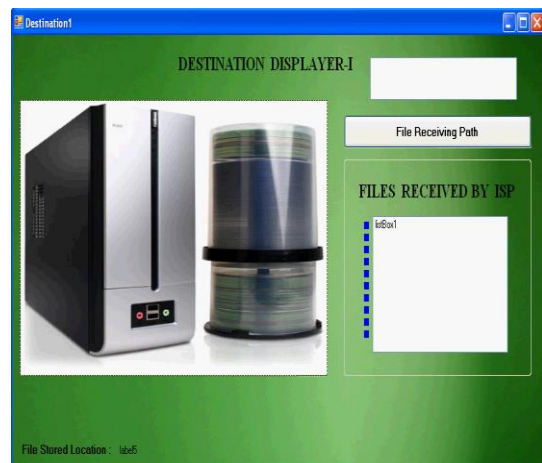 Destination1
DESTINATION DISPLAYER-I
File Receiving Path
FILES RECEIVED BY ISP
listBox1
File Stored Location : label5